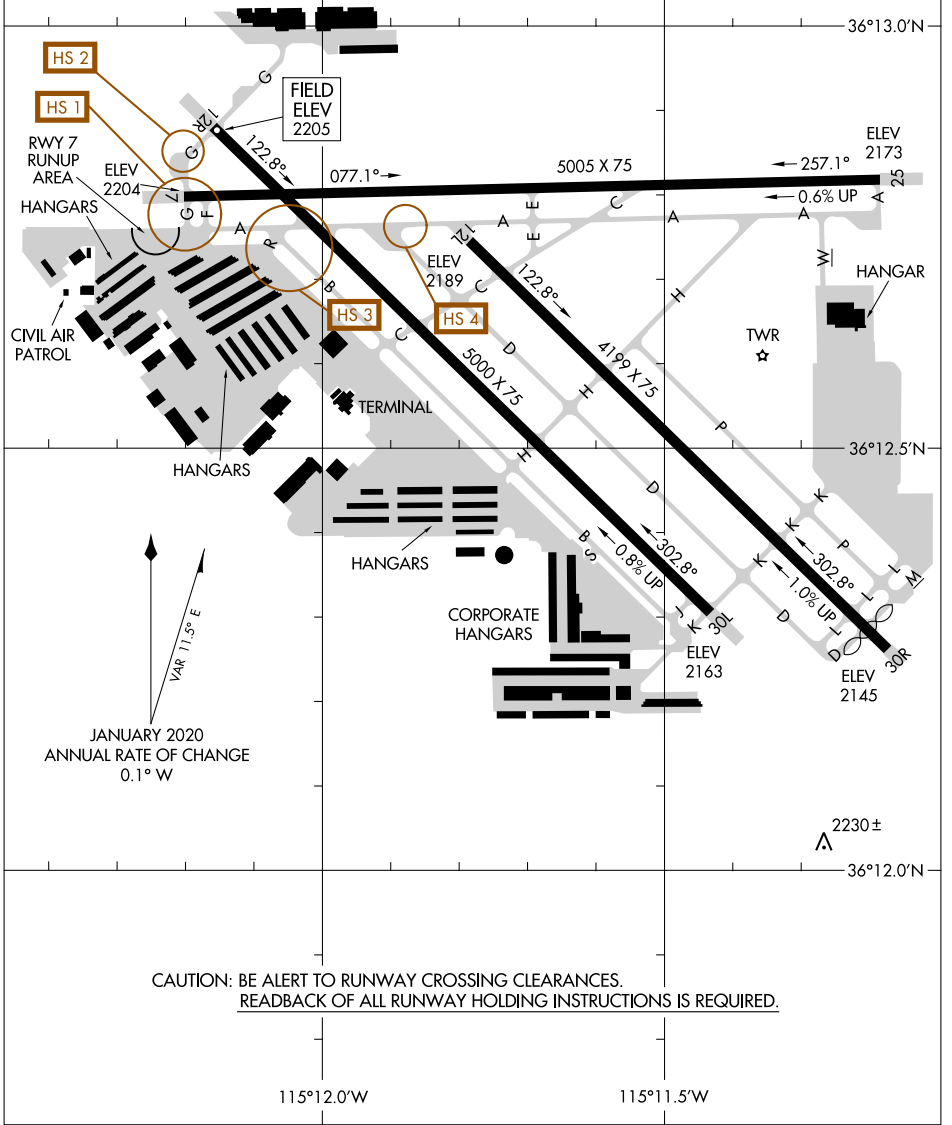 36°13.0'N
HS 2
HS 1
G
12R
FIELD
ELEV
2205
RWY 7
RUNUP
AREA
G
122.8°
ELEV
2204
077.1°
5005 X 75
257.1°
ELEV
2173
25
0.6% UP
HANGARS
7
G
F
A
R
A
E
E
C
A
A
A
12L
ELEV
2189
W
HANGAR
B
HS 3
HS 4
C
C
122.8°
H
D
CIVIL AIR
PATROL
5000 X 75
4199 X 75
TWR
H
TERMINAL
P
HANGARS
36°12.5'N
H
D
K
K
P
HANGARS
B
S
0.8% UP
302.8°
K
302.8°
1.0% UP
L
M
L
CORPORATE
HANGARS
J
K
30L
D
L
D
ELEV
2163
30R
ELEV
2145
VAR 11.5° E
JANUARY 2020
ANNUAL RATE OF CHANGE
0.1° W
2230 ±
36°12.0'N
CAUTION: BE ALERT TO RUNWAY CROSSING CLEARANCES.
READBACK OF ALL RUNWAY HOLDING INSTRUCTIONS IS REQUIRED.
115°12.0'W
115°11.5'W